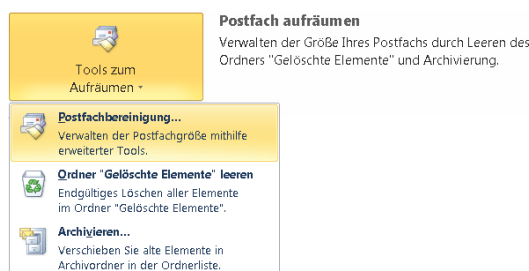 Postfach aufräumen
Verwalten der Größe Ihres Postfachs durch Leeren des
Ordners "Gelöschte Elemente" und Archivierung.
Tools zum
Aufräumen
Postfachbereinigung...
Verwalten der Postfachgröße mithilfe
erweiterter Tools.
Ordner "Gelöschte Elemente" leeren
Endgültiges Löschen aller Elemente
im Ordner "Gelöschte Elemente".
Archivieren...
Verschieben Sie alte Elemente in
Archivordner in der Ordnerliste.